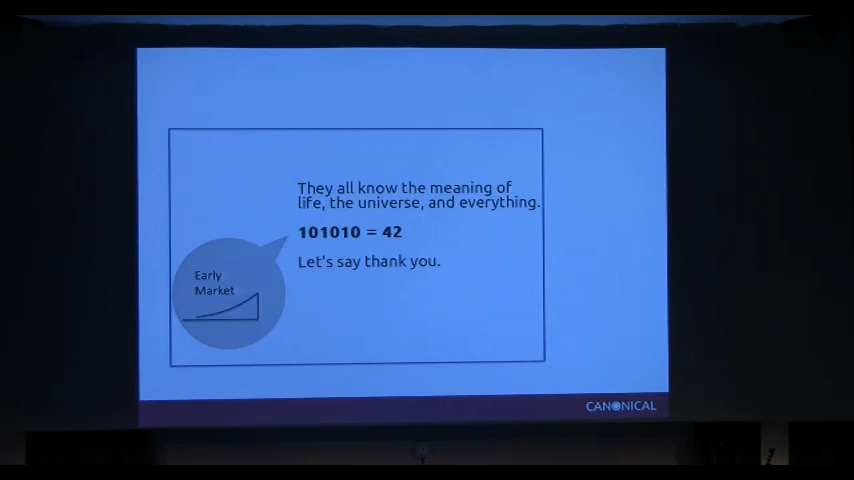 They all know the meaning of
life, the universe, and everything.
101010 = 42
Let's say thank you.
Early
Market
CANONICAL